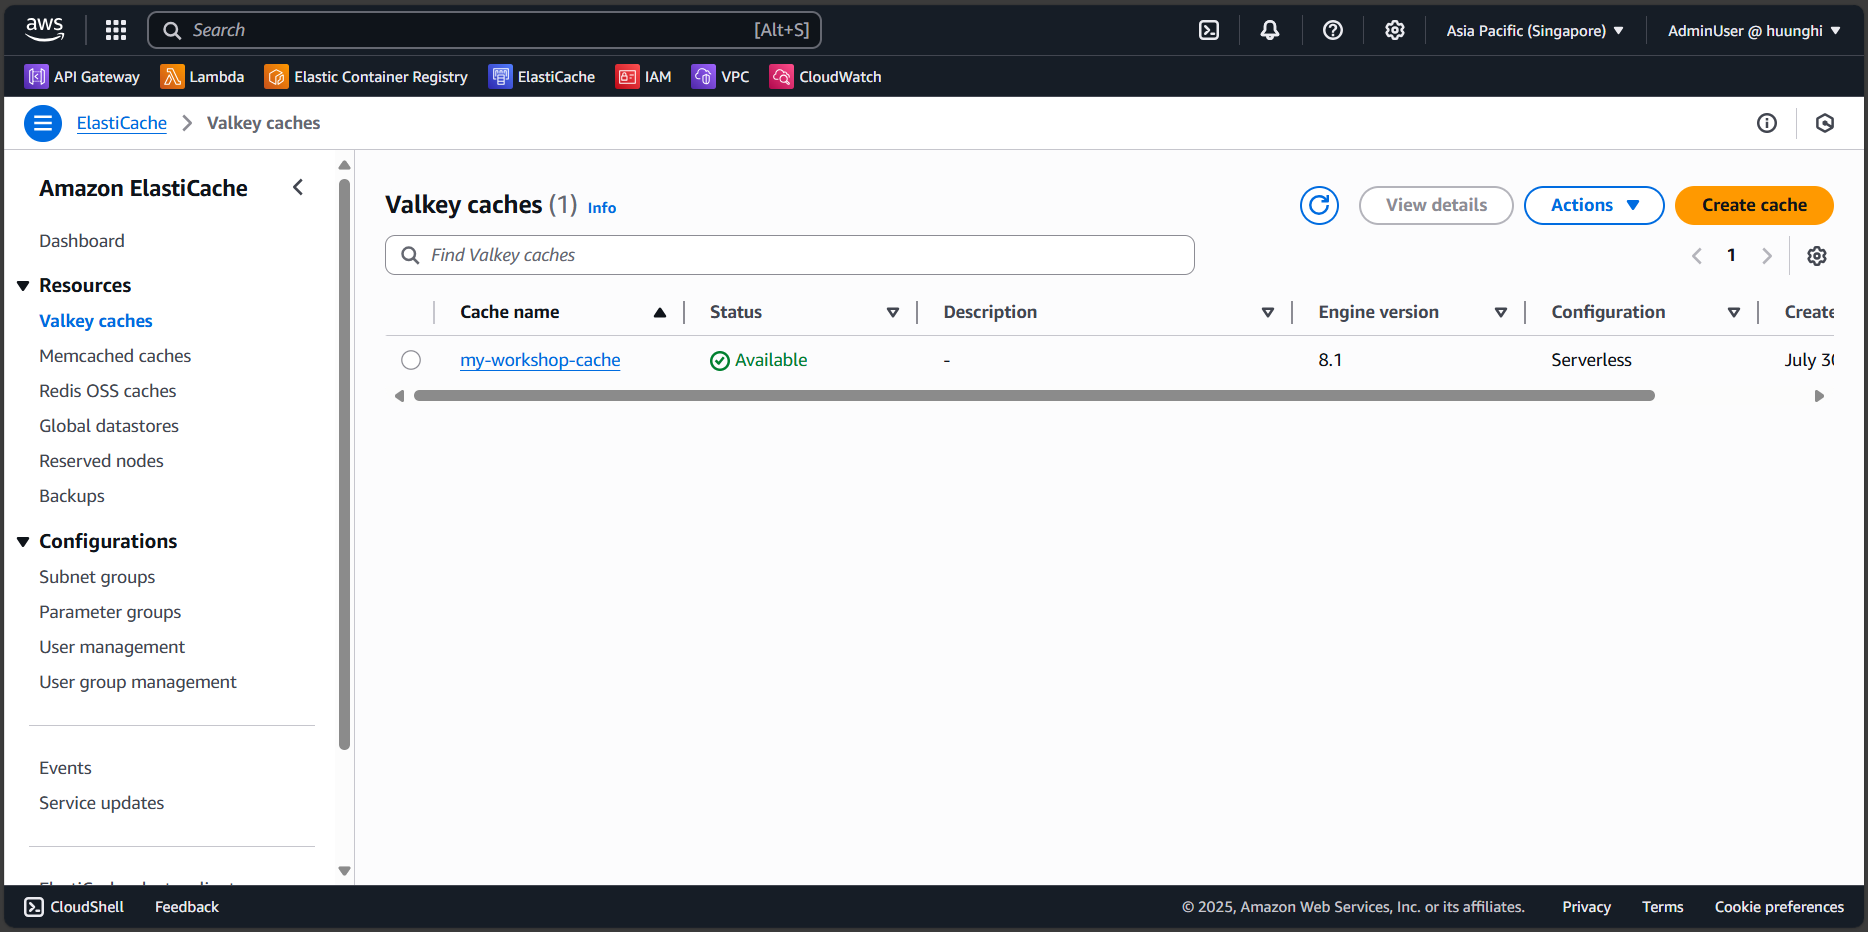 aws
Search [Alt+S]
Asia Pacific (Singapore)
AdminUser @ huunghi
API Gateway
Lambda
Elastic Container Registry
ElastiCache
IAM
VPC
CloudWatch
ElastiCache
Valkey caches
Amazon ElastiCache
Dashboard
Resources
Valkey caches
Memcached caches
Redis OSS caches
Global datastores
Reserved nodes
Backups
Configurations
Subnet groups
Parameter groups
User management
User group management
Events
Service updates
Valkey caches (1) Info
View details
Actions
Create cache
Find Valkey caches
1
Cache name Status Description Engine version Configuration Create
my-workshop-cache Available - 8.1 Serverless July 30
CloudShell
Feedback
© 2025, Amazon Web Services, Inc. or its affiliates.
Privacy
Terms
Cookie preferences